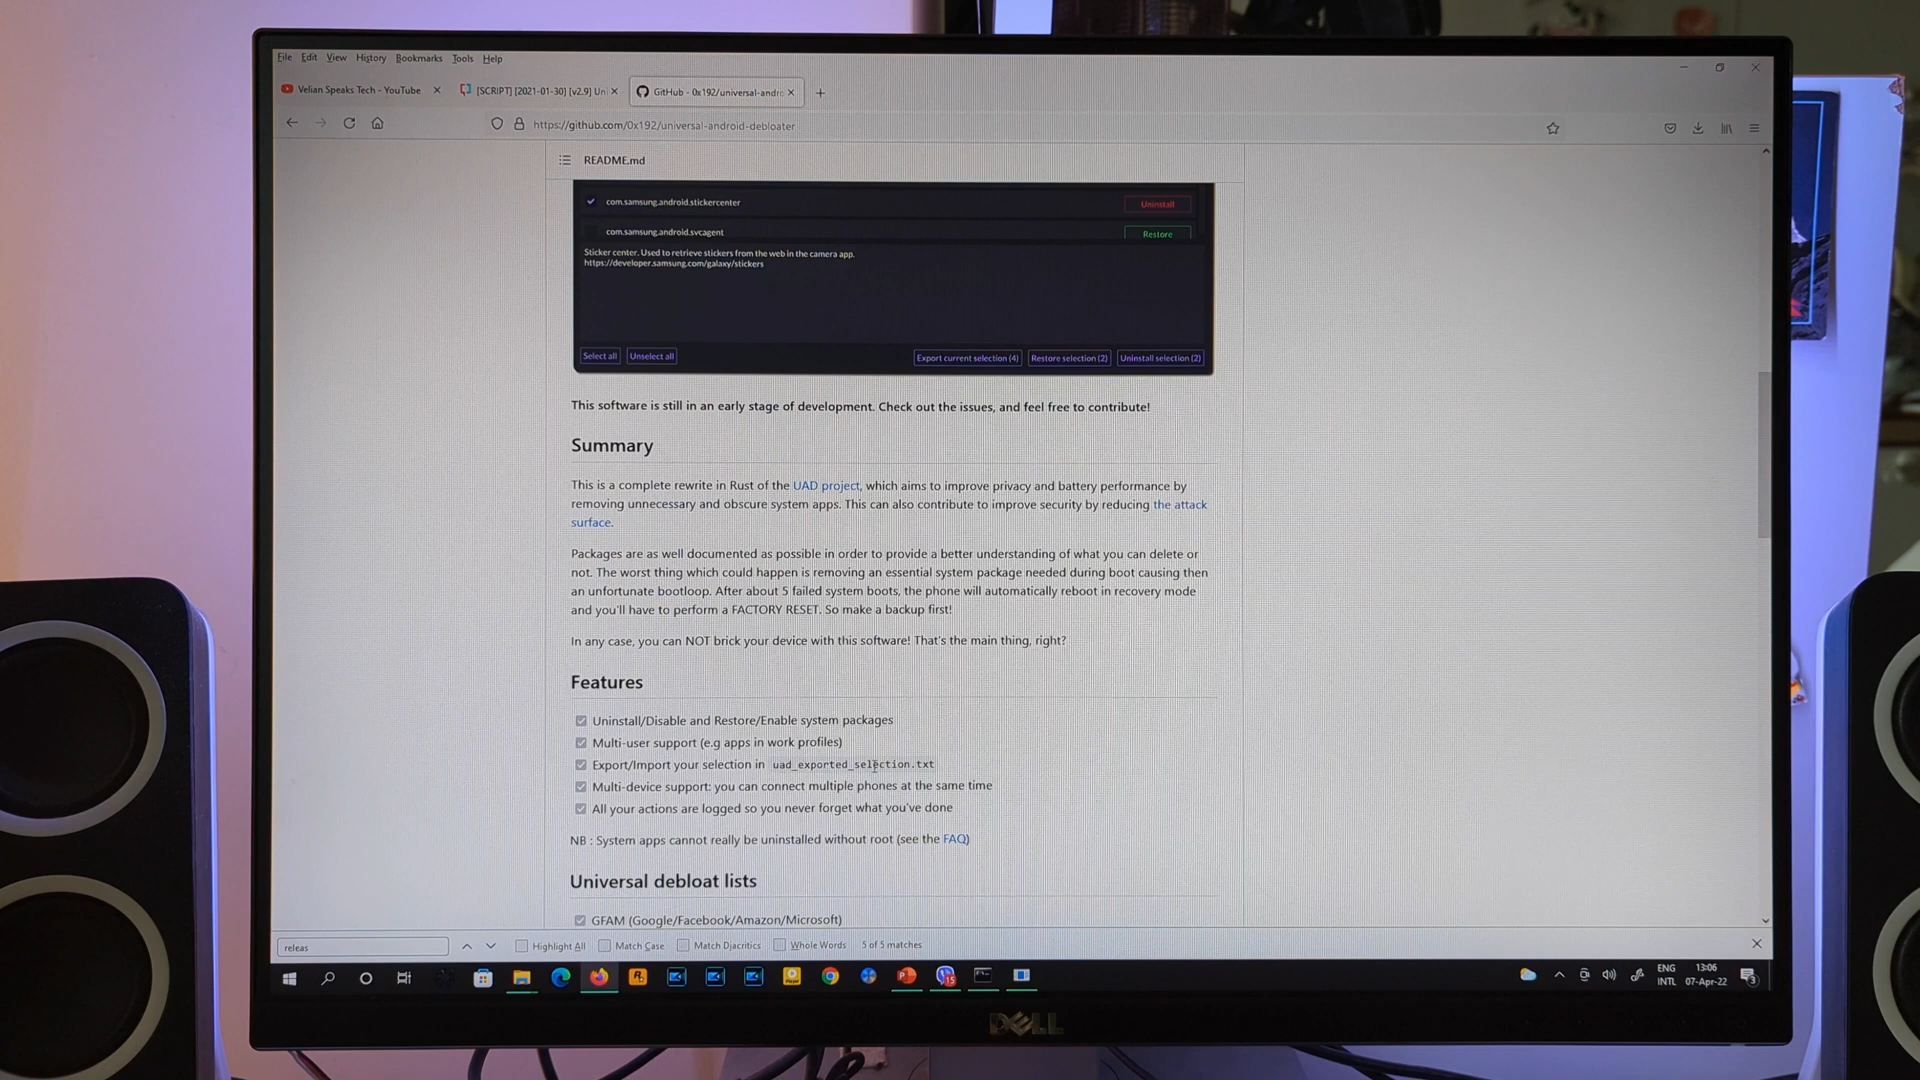 File Edit View History Bookmarks Tools Help
Velian Speaks Tech - YouTube
[SCRIPT] [2021-01-30] [v2.9] Uni
GitHub - 0x192/universal-andro
https://github.com/0x192/universal-android-debloater
README.md
com.samsung.android.stickercenter
Uninstall
com.samsung.android.svcagent
Restore
Sticker center. Used to retrieve stickers from the web in the camera app.
https://developer.samsung.com/galaxy/stickers
Select all Unselect all Export current selection (4) Restore selection (2) Uninstall selection (2)
This software is still in an early stage of development. Check out the issues, and feel free to contribute!
Summary
This is a complete rewrite in Rust of the UAD project, which aims to improve privacy and battery performance by
removing unnecessary and obscure system apps. This can also contribute to improve security by reducing the attack
surface.
Packages are as well documented as possible in order to provide a better understanding of what you can delete or
not. The worst thing which could happen is removing an essential system package needed during boot causing then
an unfortunate bootloop. After about 5 failed system boots, the phone will automatically reboot in recovery mode
and you'll have to perform a FACTORY RESET. So make a backup first!
In any case, you can NOT brick your device with this software! That's the main thing, right?
Features
Uninstall/Disable and Restore/Enable system packages
Multi-user support (e.g apps in work profiles)
Export/Import your selection in uad_exported_selection.txt
Multi-device support: you can connect multiple phones at the same time
All your actions are logged so you never forget what you've done
NB : System apps cannot really be uninstalled without root (see the FAQ)
Universal debloat lists
GFAM (Google/Facebook/Amazon/Microsoft)
releas
Highlight All Match Case Match Diacritics Whole Words 5 of 5 matches
ENG
INTL
13:06
07-Apr-22
3
15
DELL